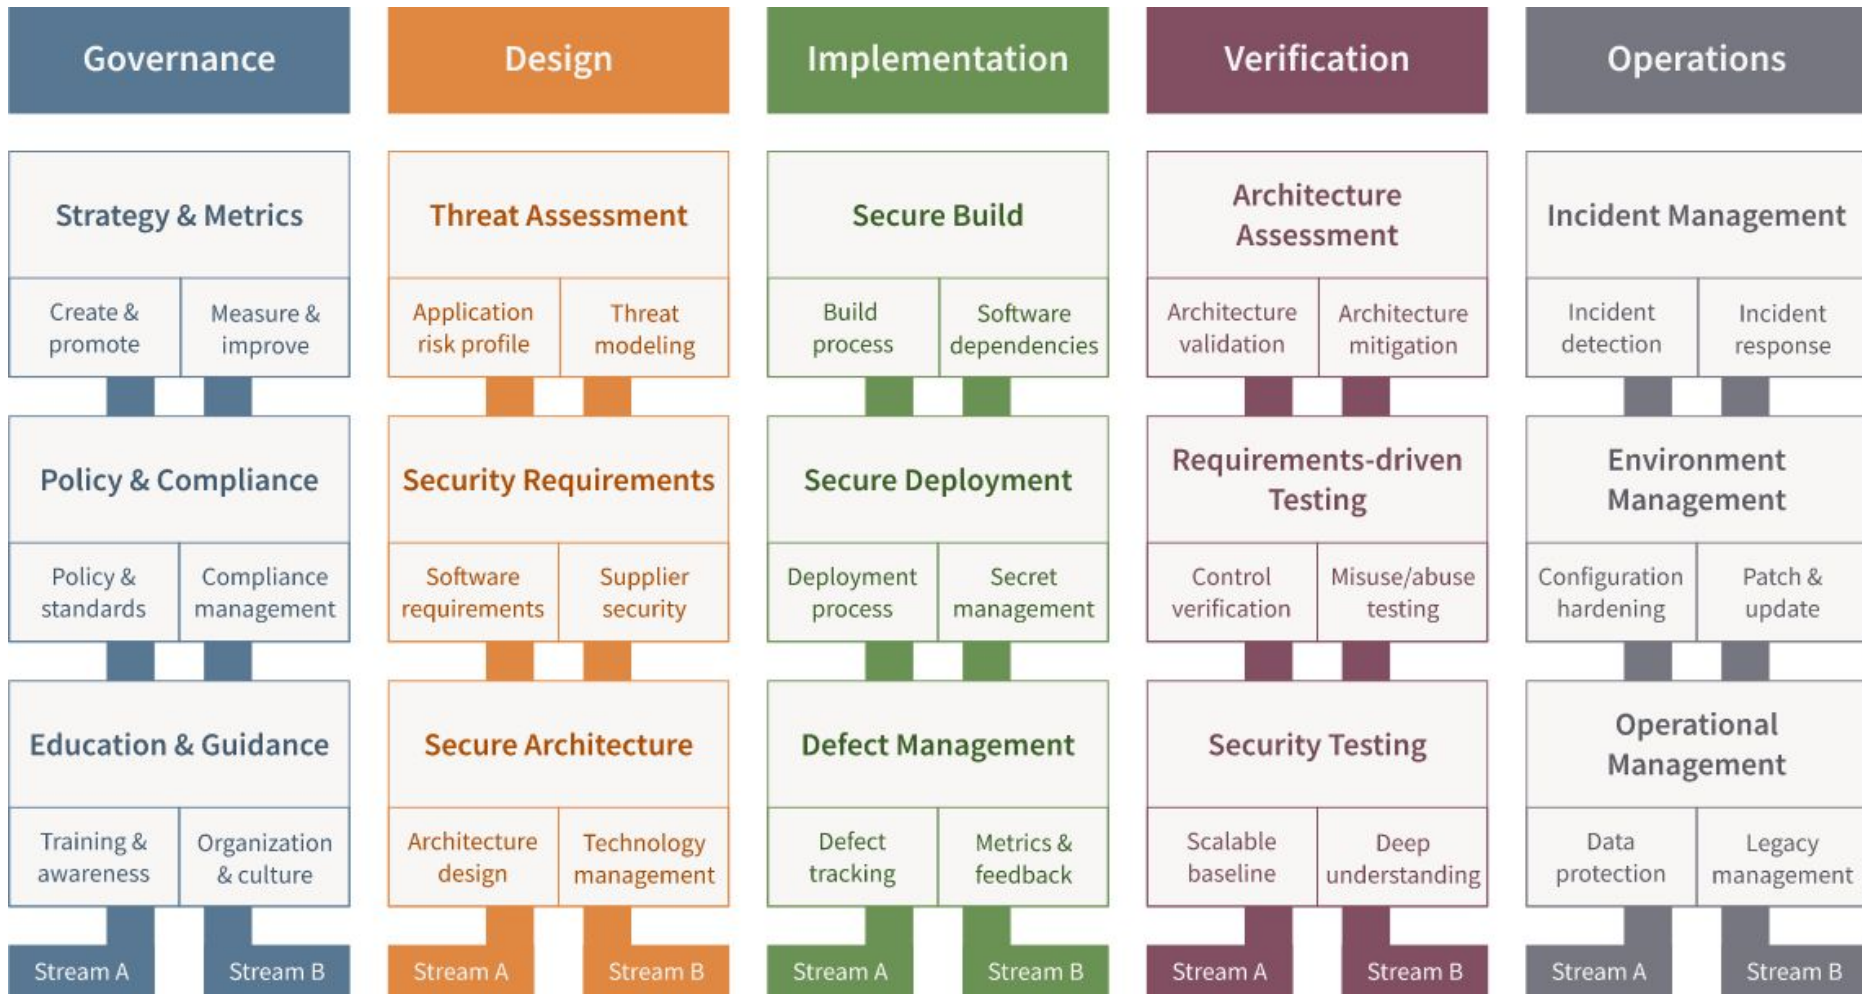 Governance
Design
Implementation
Verification
Operations
Strategy & Metrics
Create &
promote
Measure &
improve
Policy & Compliance
Policy &
standards
Compliance
management
Education & Guidance
Training &
awareness
Organization
& culture
Stream A
Stream B
Threat Assessment
Application
risk profile
Threat
modeling
Security Requirements
Software
requirements
Supplier
security
Secure Architecture
Architecture
design
Technology
management
Stream A
Stream B
Secure Build
Build
process
Software
dependencies
Secure Deployment
Deployment
process
Secret
management
Defect Management
Defect
tracking
Metrics &
feedback
Stream A
Stream B
Architecture
Assessment
Architecture
validation
Architecture
mitigation
Requirements-driven
Testing
Control
verification
Misuse/abuse
testing
Security Testing
Scalable
baseline
Deep
understanding
Stream A
Stream B
Incident Management
Incident
detection
Incident
response
Environment
Management
Configuration
hardening
Patch &
update
Operational
Management
Data
protection
Legacy
management
Stream A
Stream B